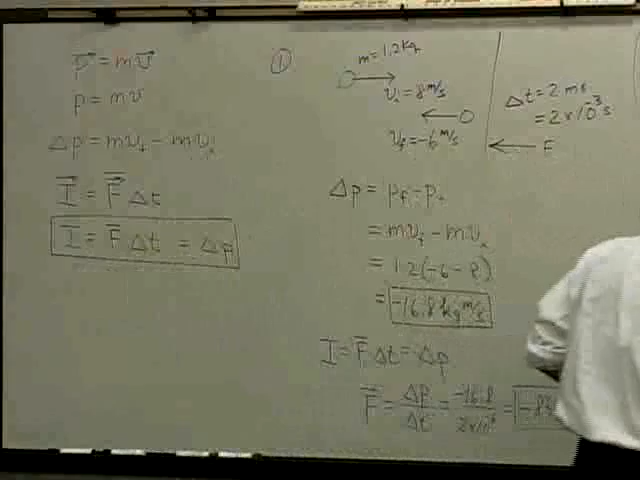 p⃗ = mv⃗
p = mv
Δp = mv_f − mv_i
I⃗ = F⃗ Δt
I = F̄ Δt = Δp
①
m = 1.2 kg
v_i = 8 m/s
v_f = −6 m/s
Δt = 2 ms
= 2 x 10⁻³ s
F
Δp = p_f − p_i
= mv_f − mv_i
= 1.2(−6 − 8)
= −16.8 kg m/s
I = F̄ Δt = Δp
F̄ = Δp/Δt = −16.8/2x10⁻³ =